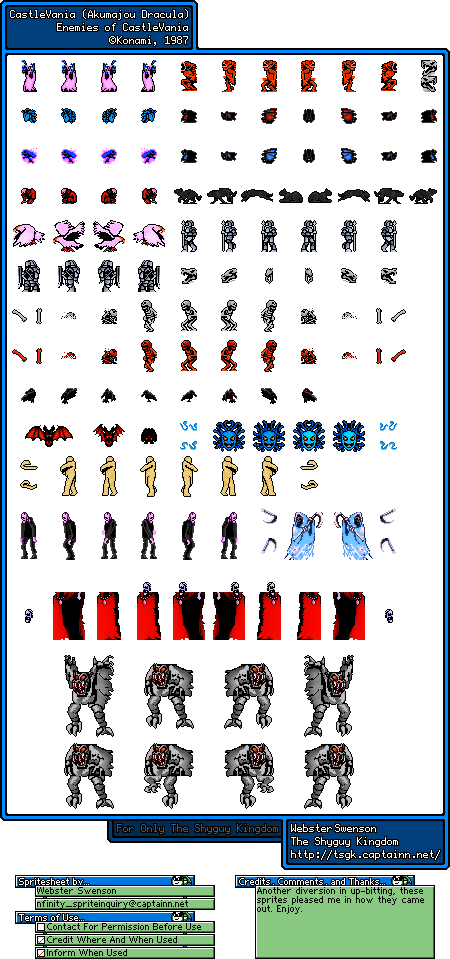 CastleVania (Akumajou Dracula)
Enemies of CastleVania
©Konami, 1987
For Only The Shyguy Kingdom
Webster Swenson
The Shyguy Kingdom
http://tsgk.captainn.net/
Spritesheet by...
Webster Swenson
nfinity_spriteinquiry@captainn.net
Terms of Use...
Contact For Permission Before Use
Credit Where And When Used
Inform When Used
Credits, Comments, and Thanks...
Another diversion in up-bitting, these
sprites pleased me in how they came
out. Enjoy.